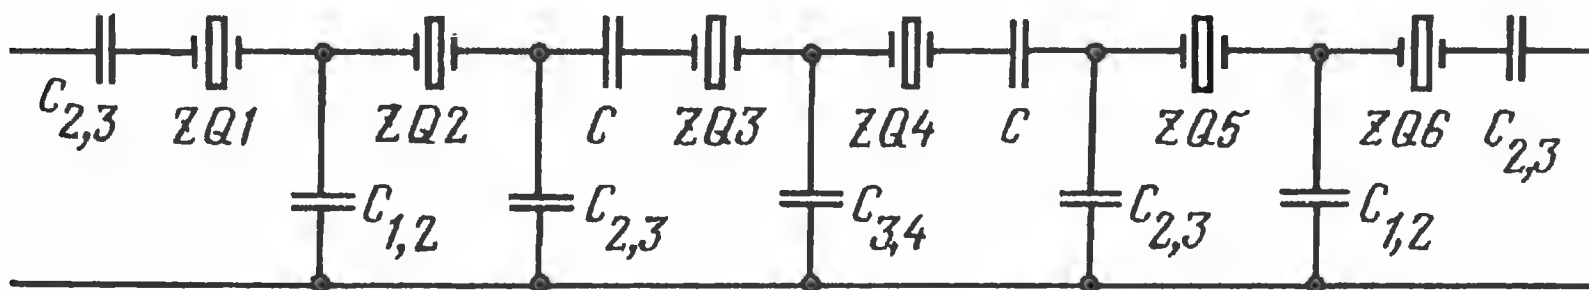 C2,3 ZQ1 ZQ2 C ZQ3 ZQ4 C ZQ5 ZQ6 C2,3
C1,2 C2,3 C3,4 C2,3 C1,2